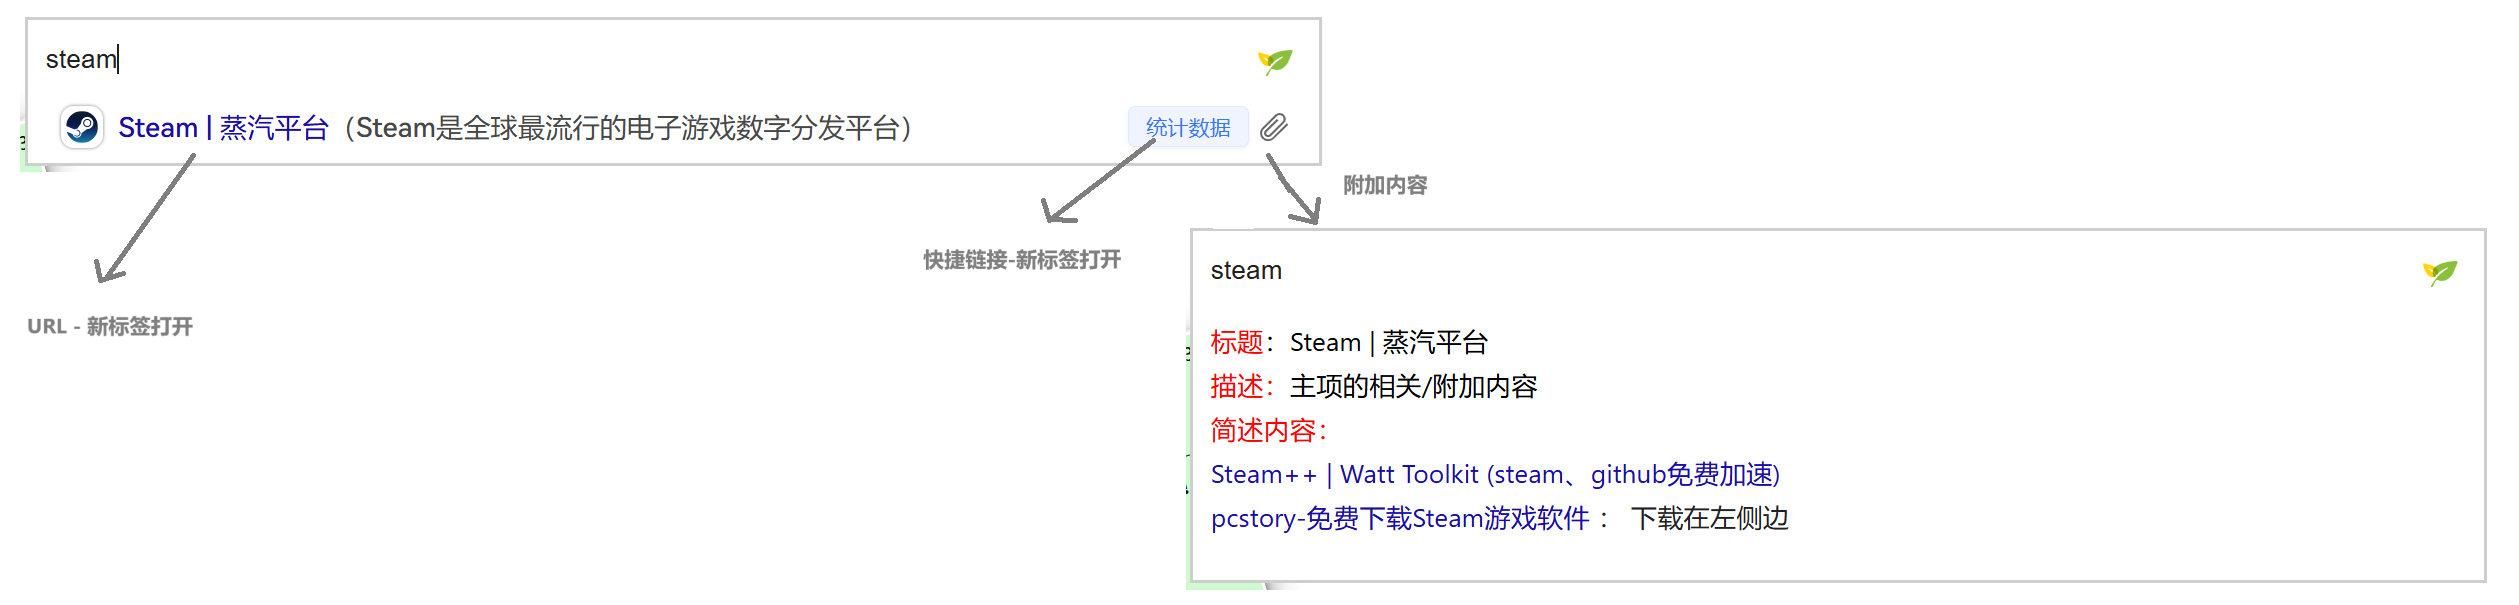 steam
Steam | 蒸汽平台（Steam是全球最流行的电子游戏数字分发平台）
统计数据
附加内容
快捷链接-新标签打开
URL - 新标签打开
steam
标题：Steam | 蒸汽平台
描述：主项的相关/附加内容
简述内容：
Steam++ | Watt Toolkit (steam、github免费加速)
pcstory-免费下载Steam游戏软件 ： 下载在左侧边